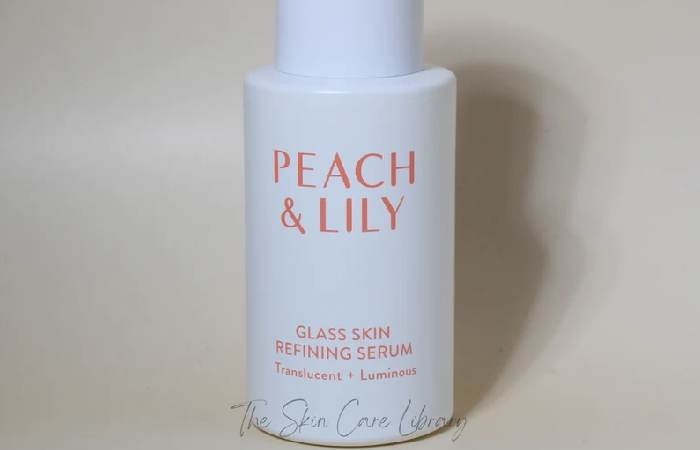 PEACH
& LILY
GLASS SKIN
REFINING SERUM
Translucent + Luminous
The Skin Care Library